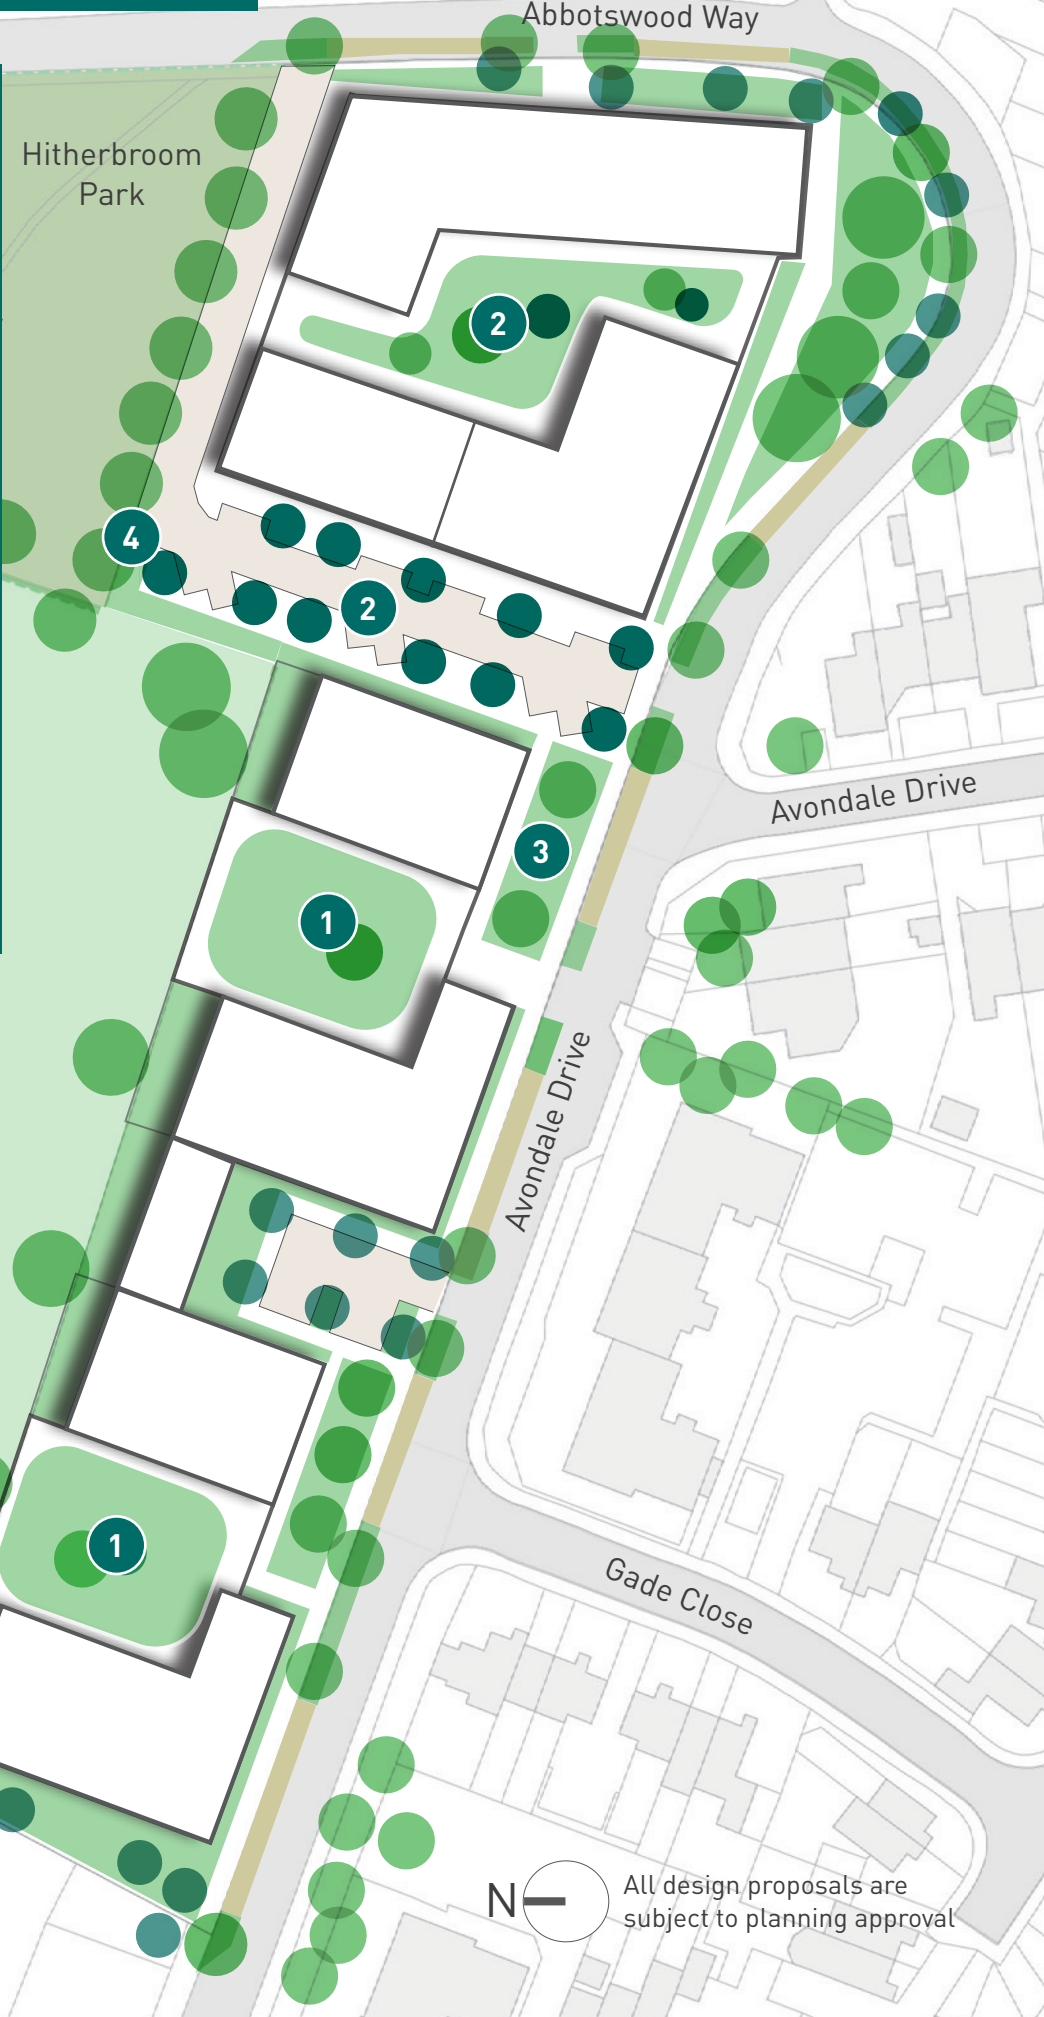 Abbotswood Way
Hitherbroom
Park
2
4
2
Avondale Drive
3
1
Avondale Drive
1
Gade Close
N
All design proposals are
subject to planning approval